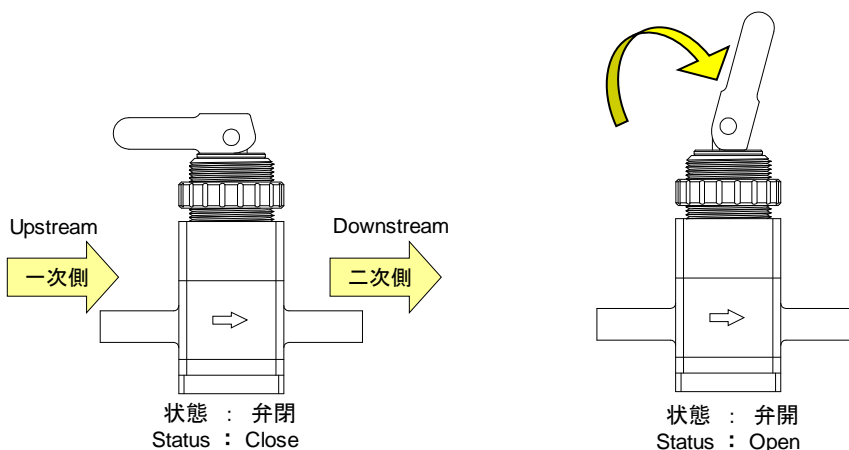 Upstream
一次側
Downstream
二次側
状態 : 弁閉
Status : Close
状態 : 弁開
Status : Open